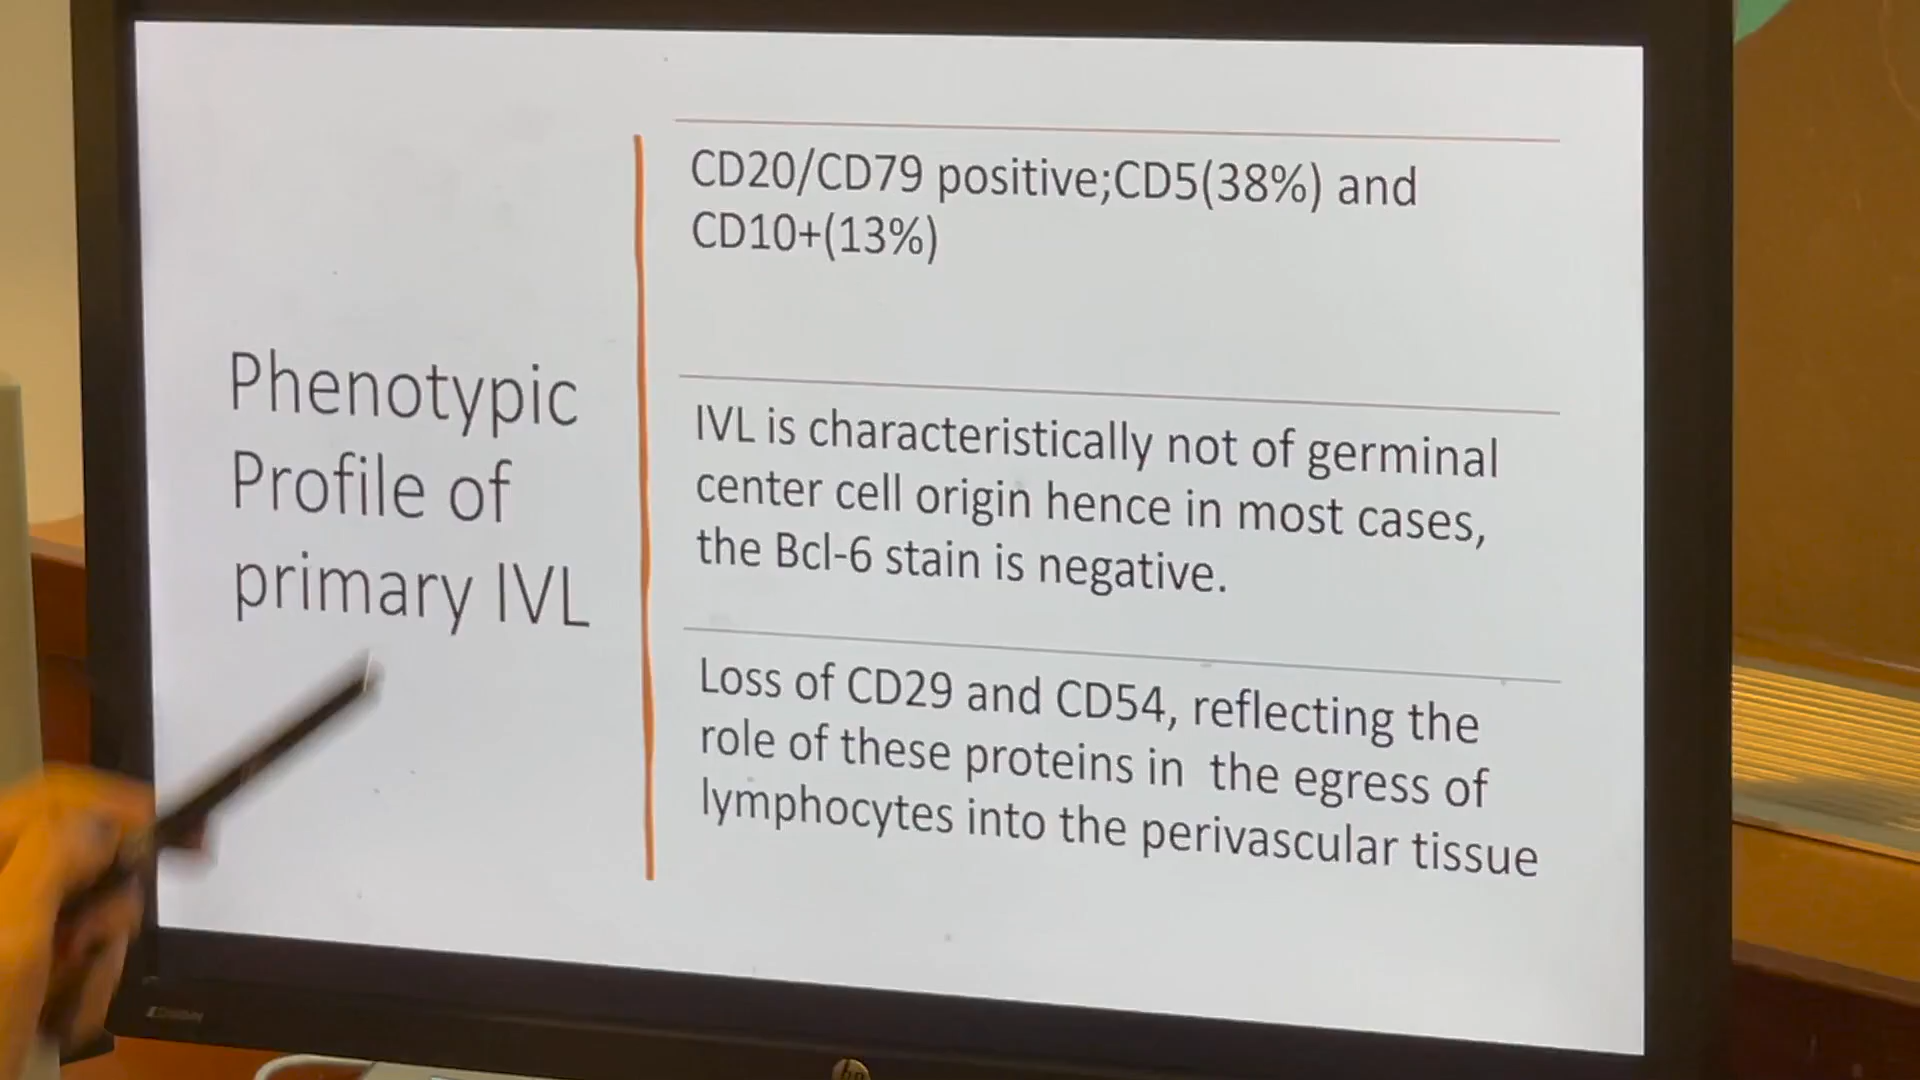 Phenotypic
Profile of
primary IVL
CD20/CD79 positive;CD5(38%) and
CD10+(13%)
IVL is characteristically not of germinal
center cell origin hence in most cases,
the Bcl-6 stain is negative.
Loss of CD29 and CD54, reflecting the
role of these proteins in the egress of
lymphocytes into the perivascular tissue
hp